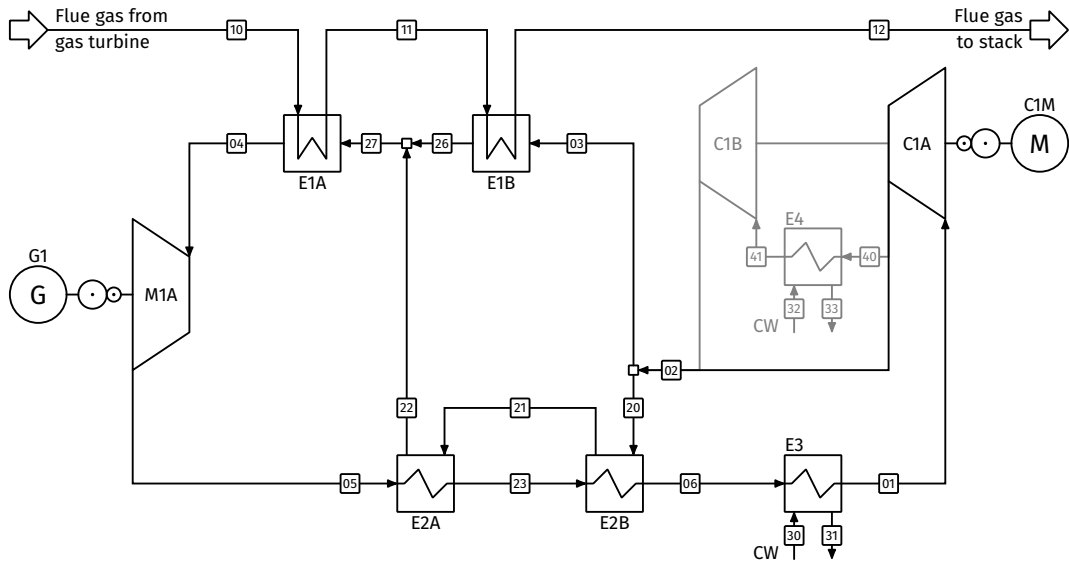 Flue gas from
gas turbine
10
11
12
Flue gas
to stack
04
E1A
27
26
E1B
03
C1B
C1A
C1M
M
G1
G
M1A
E4
41
40
32
33
CW
02
22
21
20
05
E2A
23
E2B
06
E3
01
30
31
CW